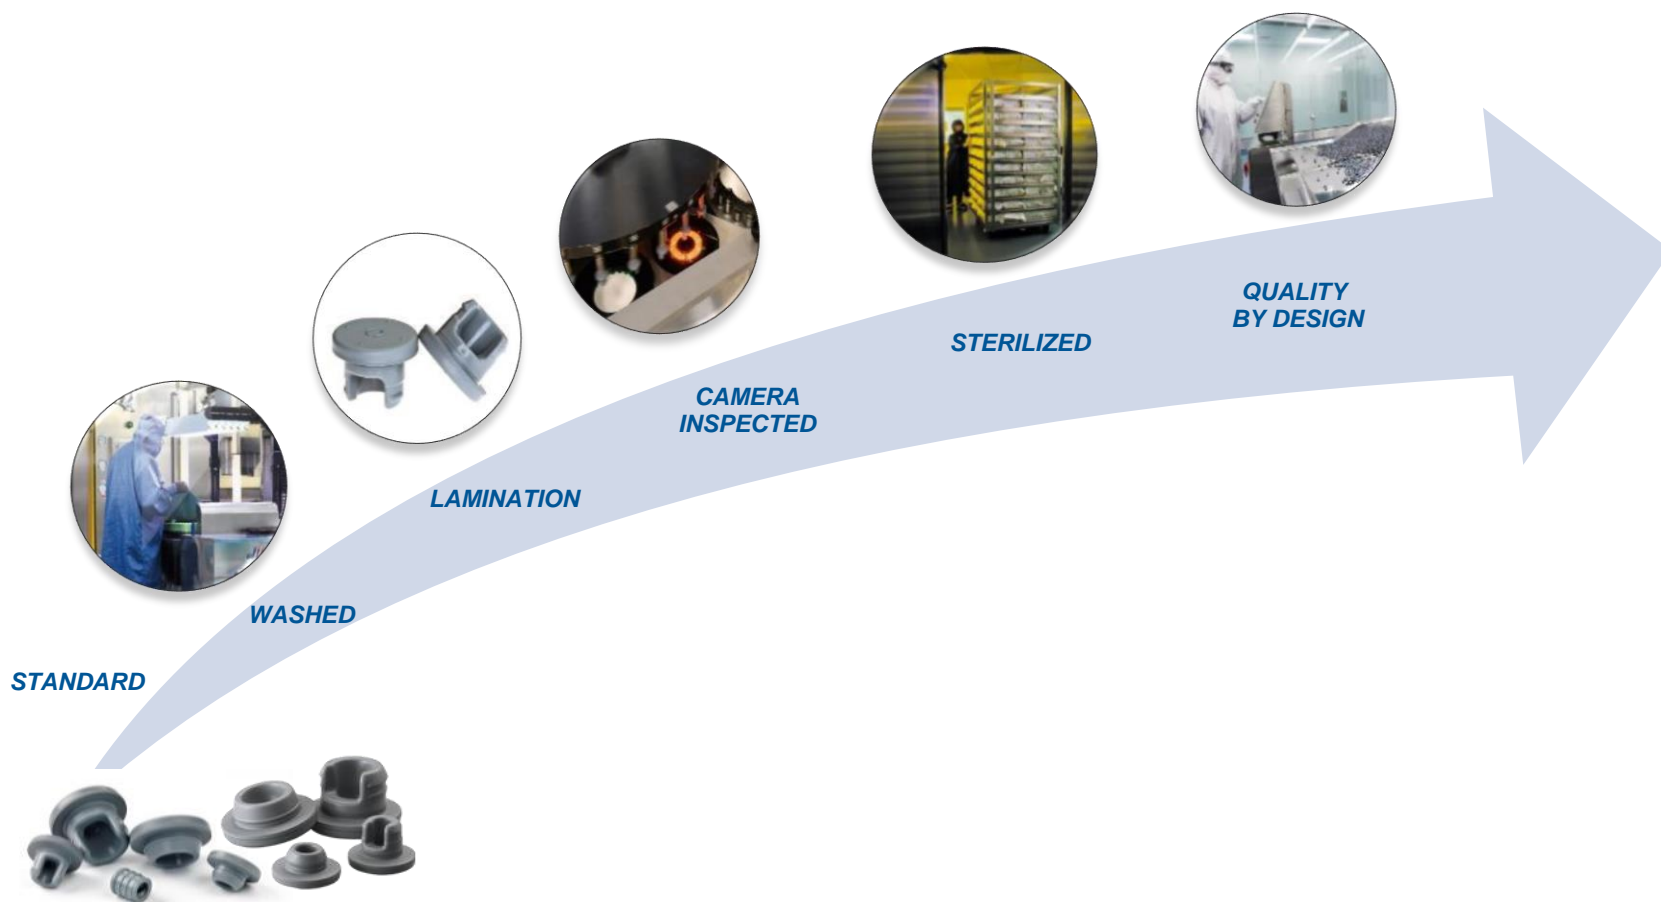 STANDARD
WASHED
LAMINATION
CAMERA
INSPECTED
STERILIZED
QUALITY
BY DESIGN